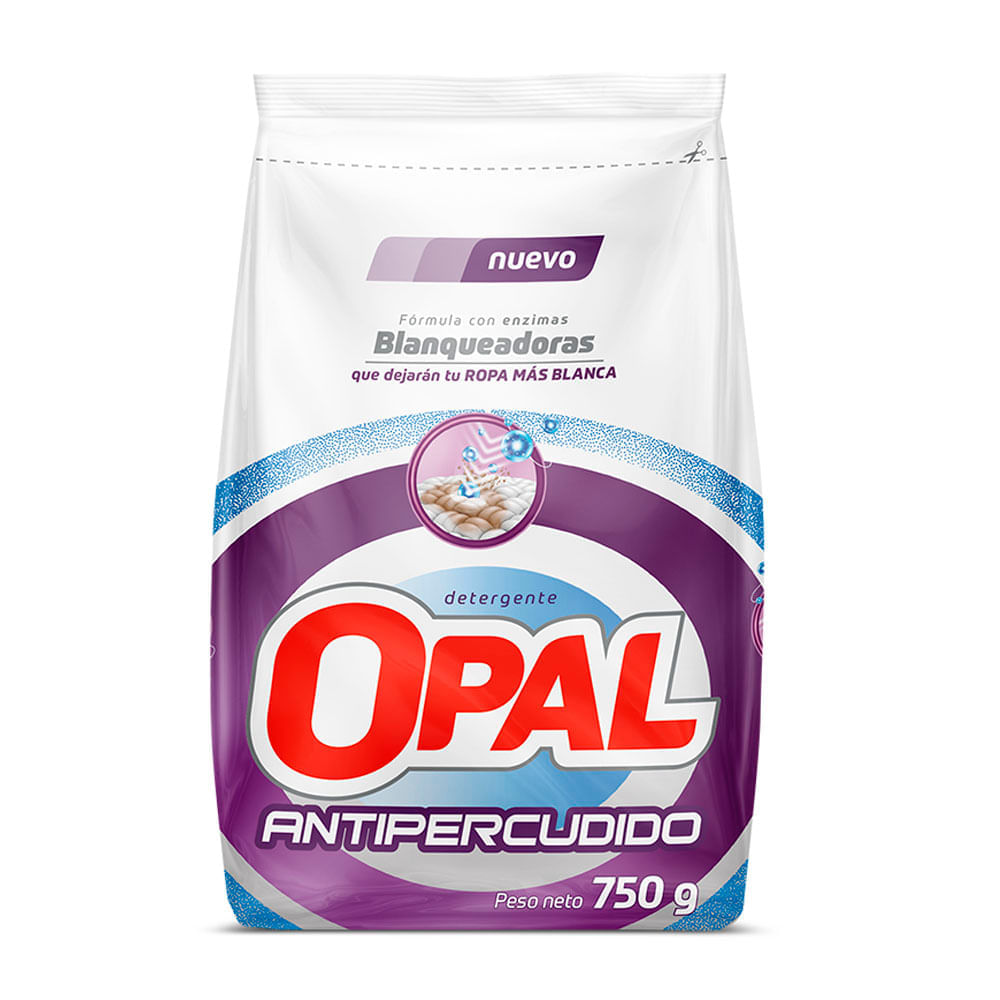 nuevo
Fórmula con enzimas
Blanqueadoras
que dejarán tu ROPA MÁS BLANCA
detergente
OPAL
ANTIPERCUDIDO
Peso neto 750 g